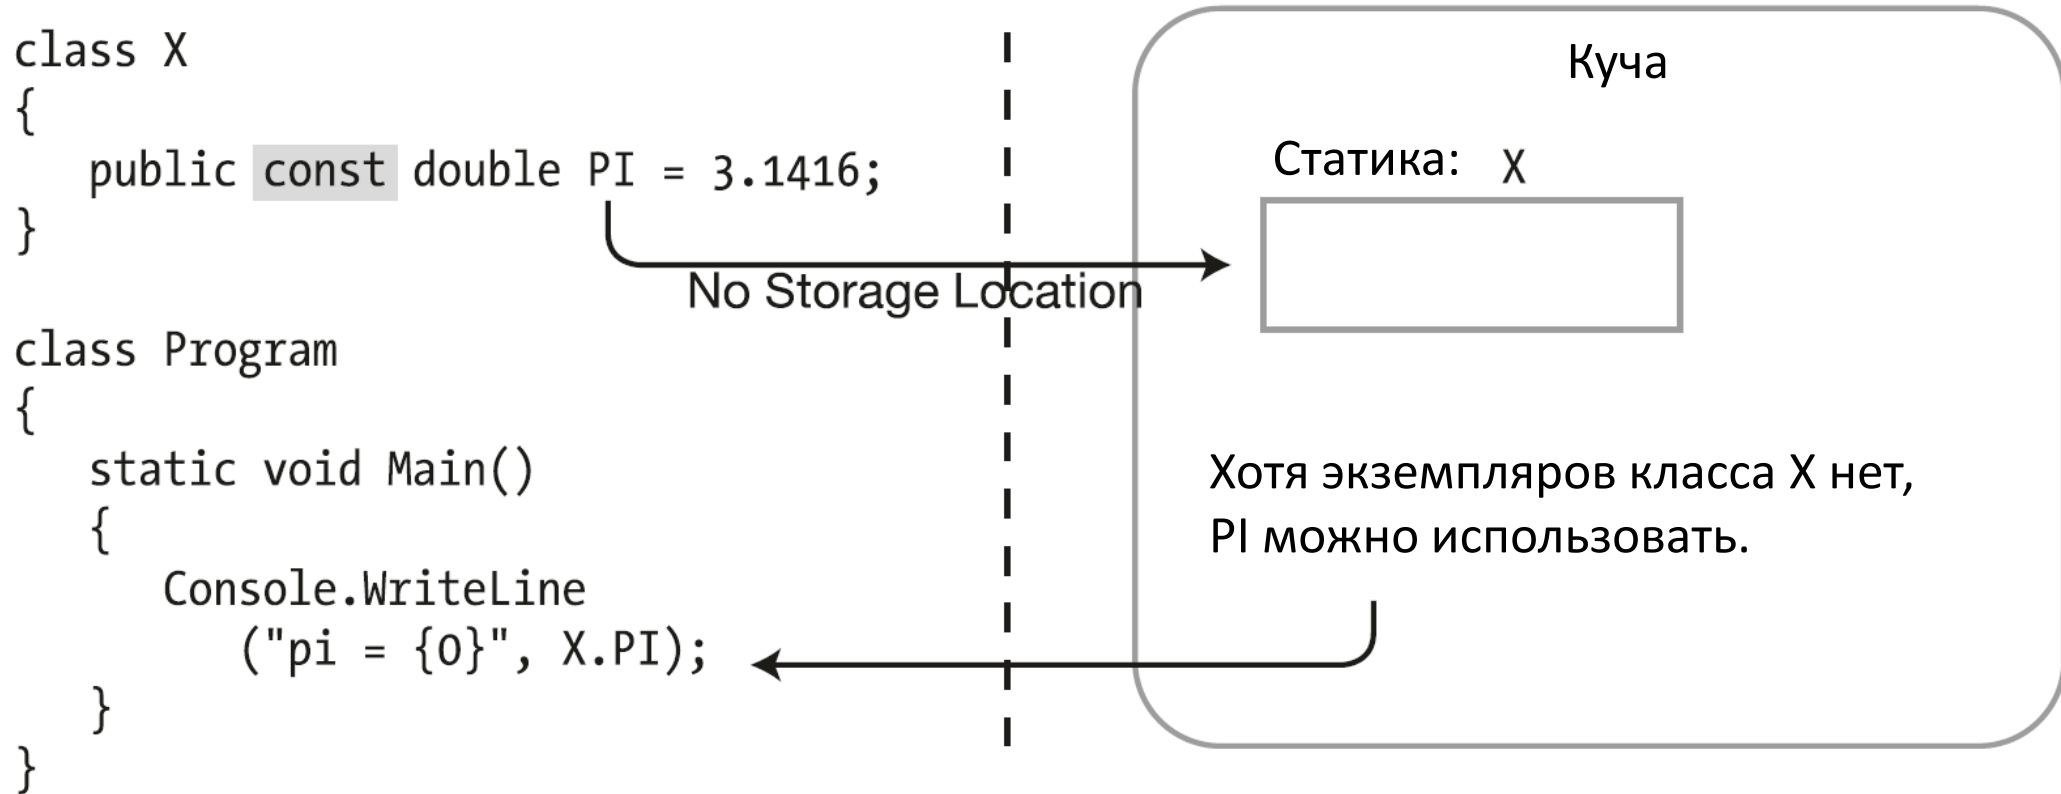 class X
{
   public const double PI = 3.1416;
}
No Storage Location
class Program
{
   static void Main()
   {
      Console.WriteLine
         ("pi = {0}", X.PI);
   }
}
Куча
Статика: X
Хотя экземпляров класса X нет,
PI можно использовать.